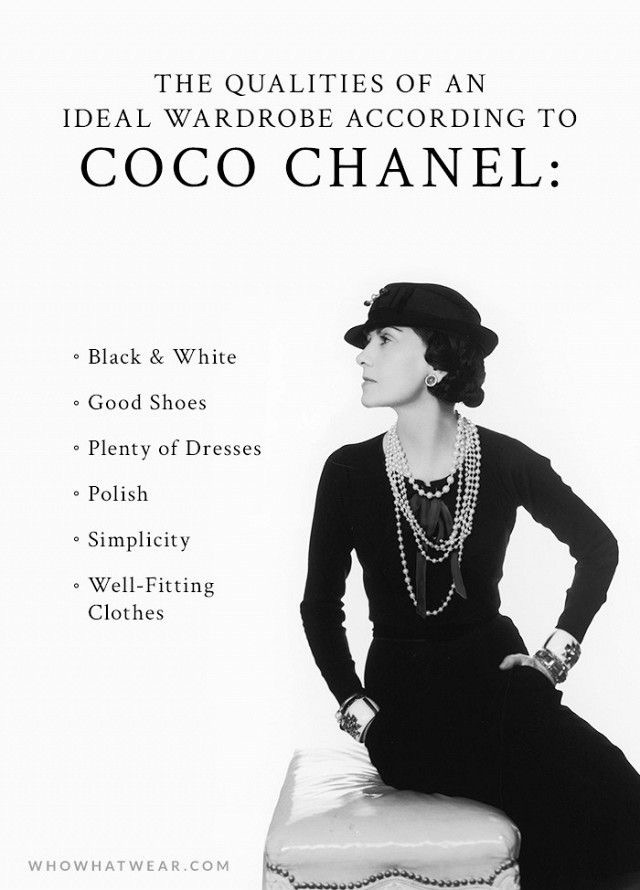 THE QUALITIES OF AN
IDEAL WARDROBE ACCORDING TO
COCO CHANEL:
◦ Black & White
◦ Good Shoes
◦ Plenty of Dresses
◦ Polish
◦ Simplicity
◦ Well-Fitting
Clothes
WHOWHATWEAR.COM